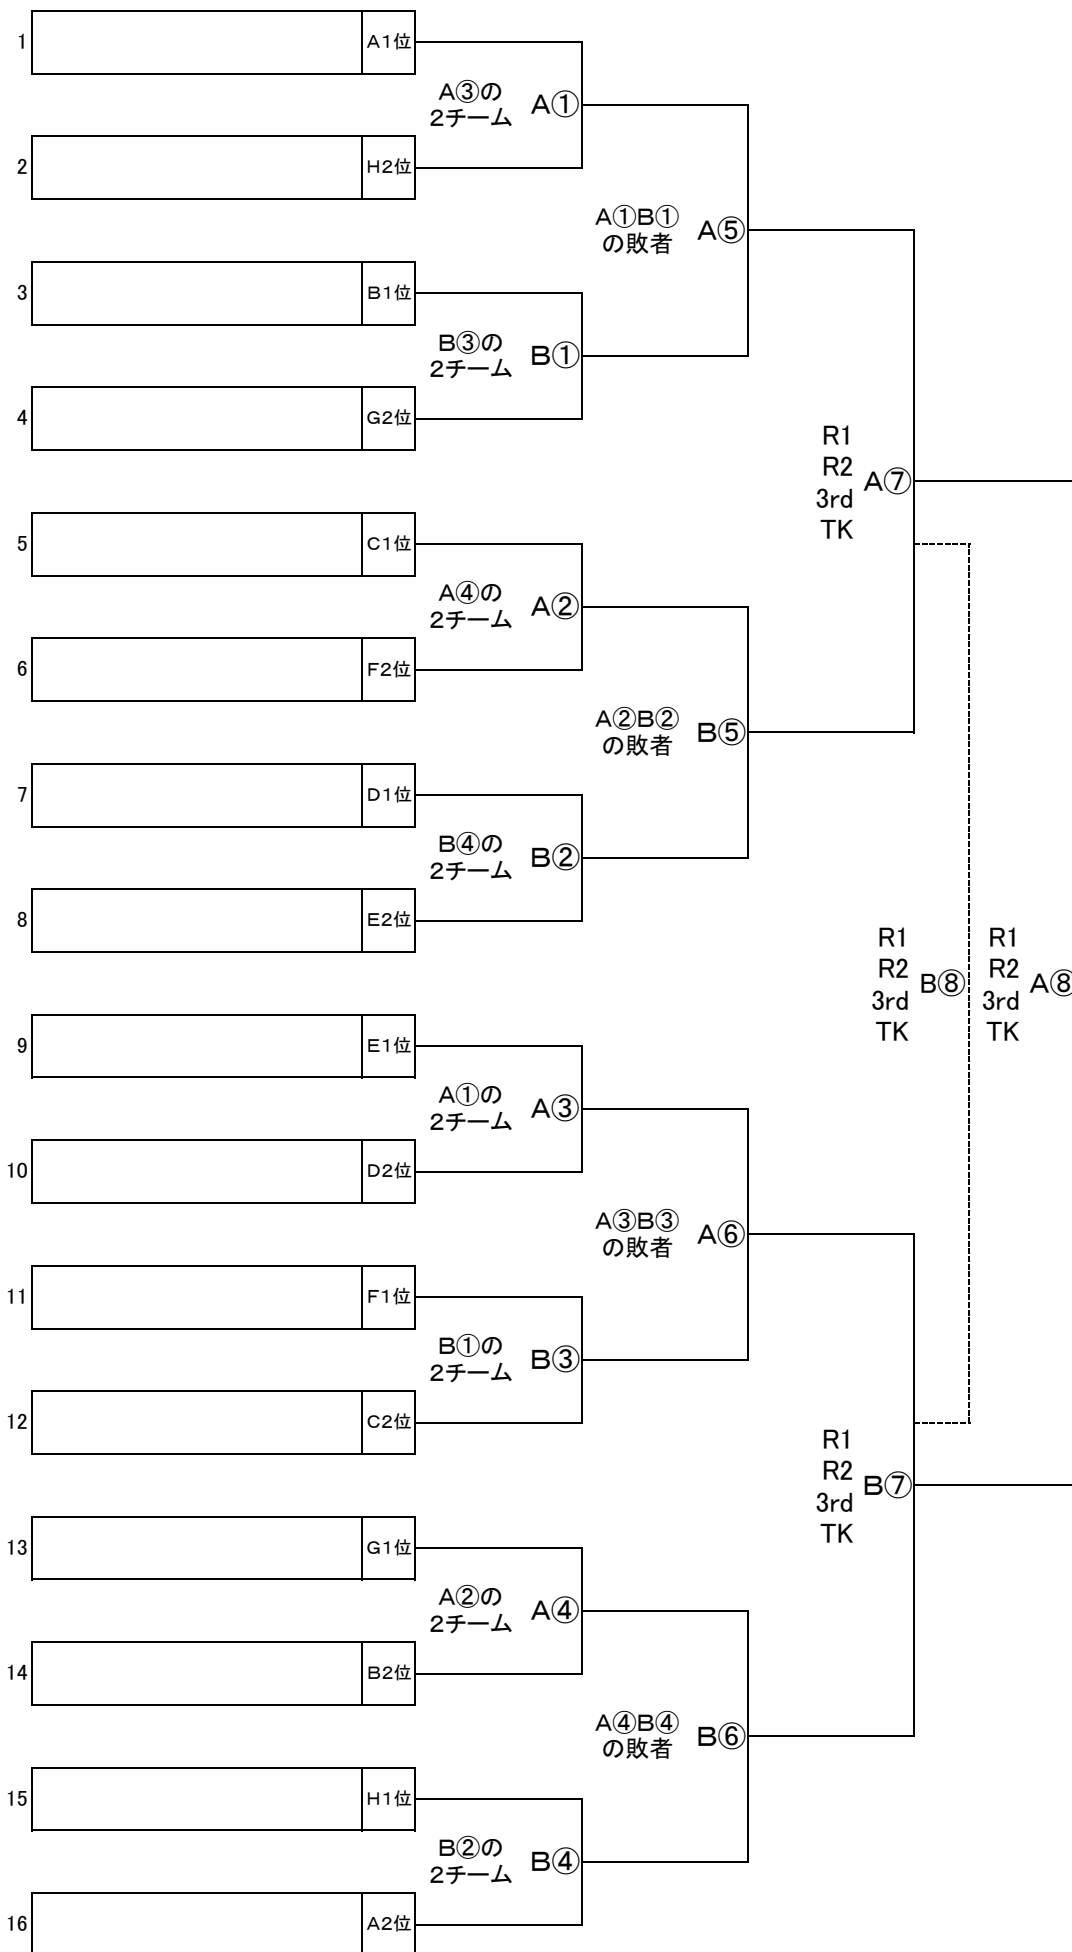 1
A1位
A③の
2チーム
A①
2
H2位
A①B①
の敗者
A⑤
3
B1位
B③の
2チーム
B①
4
G2位
R1
R2
3rd
TK
A⑦
5
C1位
A④の
2チーム
A②
6
F2位
A②B②
の敗者
B⑤
7
D1位
B④の
2チーム
B②
8
E2位
R1
R2
3rd
TK
B⑧
R1
R2
3rd
TK
A⑧
9
E1位
A①の
2チーム
A③
10
D2位
A③B③
の敗者
A⑥
11
F1位
B①の
2チーム
B③
12
C2位
R1
R2
3rd
TK
B⑦
13
G1位
A②の
2チーム
A④
14
B2位
A④B④
の敗者
B⑥
15
H1位
B②の
2チーム
B④
16
A2位